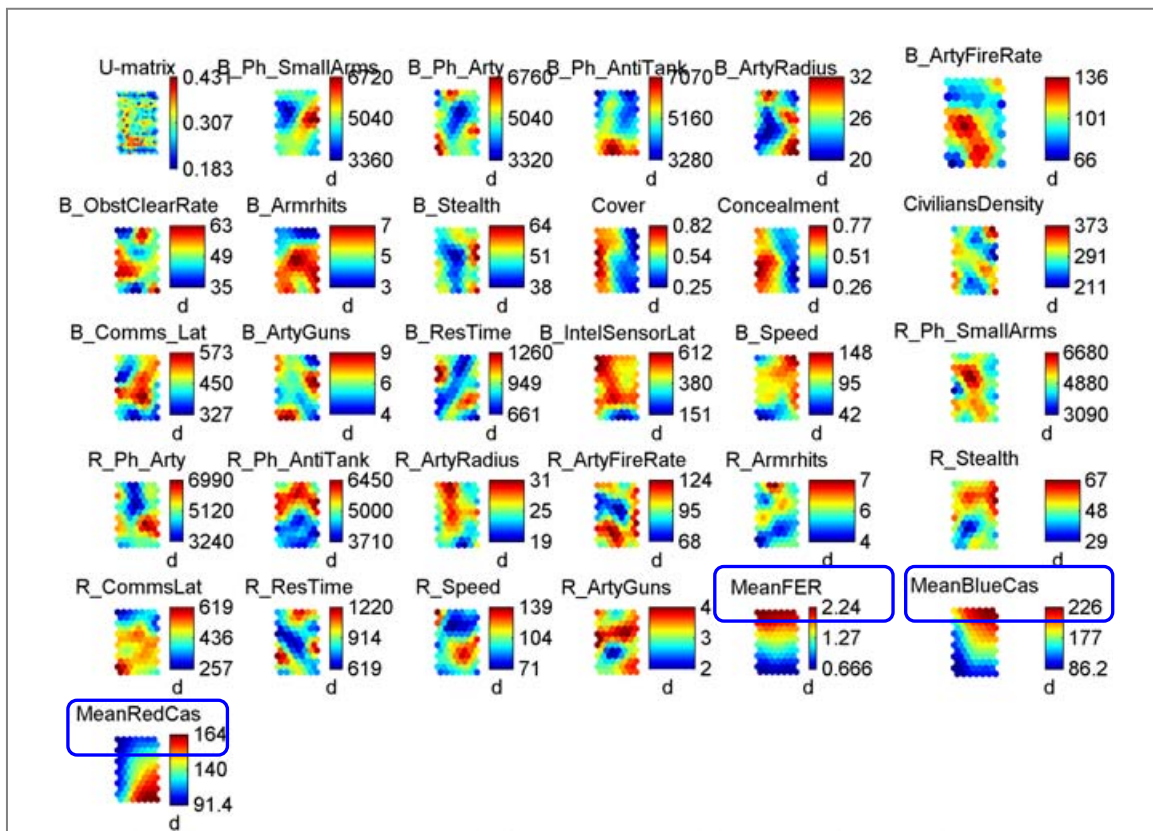 U-matrix
0.431
0.307
0.183
B_Ph_SmallArms
6720
5040
3360
d
B_Ph_Arty
6760
5040
3320
d
B_Ph_AntiTank
7070
5160
3280
d
B_ArtyRadius
32
26
20
d
B_ArtyFireRate
136
101
66
d
B_ObstClearRate
63
49
35
d
B_Armrhits
7
5
3
d
B_Stealth
64
51
38
d
Cover
0.82
0.54
0.25
d
Concealment
0.77
0.51
0.26
d
CiviliansDensity
373
291
211
d
B_Comms_Lat
573
450
327
d
B_ArtyGuns
9
6
4
d
B_ResTime
1260
949
661
d
B_IntelSensorLat
612
380
151
d
B_Speed
148
95
42
d
R_Ph_SmallArms
6680
4880
3090
d
R_Ph_Arty
6990
5120
3240
d
R_Ph_AntiTank
6450
5000
3710
d
R_ArtyRadius
31
25
19
d
R_ArtyFireRate
124
95
68
d
R_Armrhits
7
6
4
d
R_Stealth
67
48
29
d
R_CommsLat
619
436
257
d
R_ResTime
1220
914
619
d
R_Speed
139
104
71
d
R_ArtyGuns
4
3
2
d
MeanFER
2.24
1.27
0.666
d
MeanBlueCas
226
177
86.2
d
MeanRedCas
164
140
91.4
d